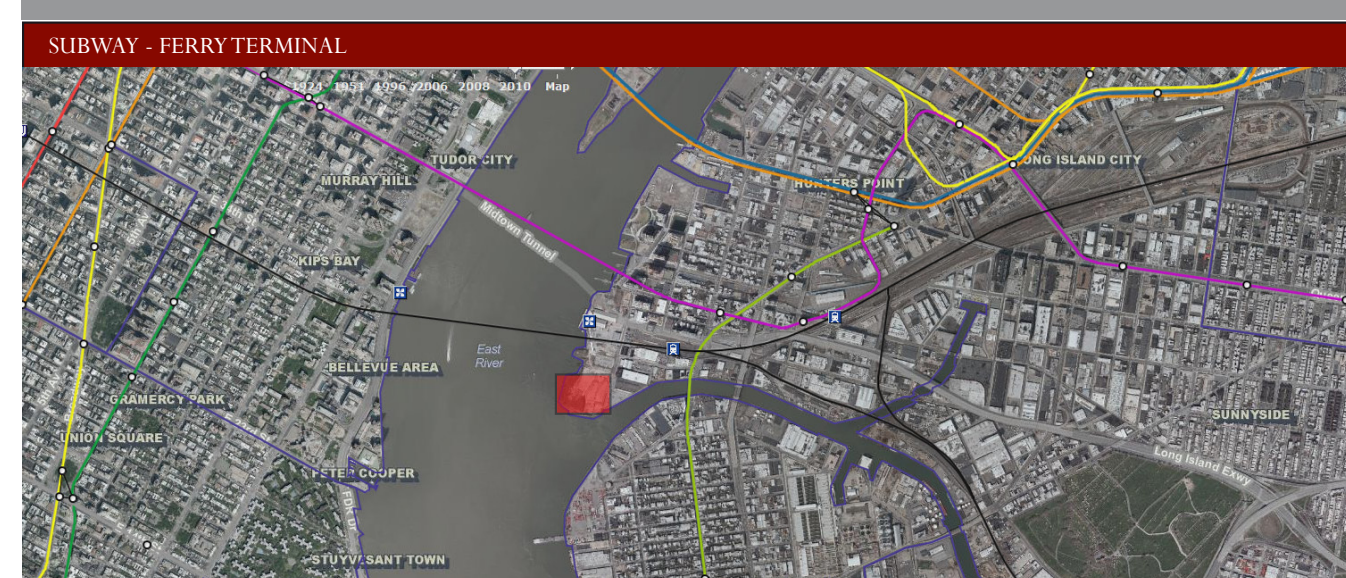 SUBWAY - FERRY TERMINAL
1924 1951 1996 2006 2008 2010 Map
TUDOR CITY
LONG ISLAND CITY
MURRAY HILL
HUNTERS POINT
Midtown Tunnel
KIPS BAY
East
River
BELLEVUE AREA
GRAMERCY PARK
SUNNYSIDE
UNION SQUARE
Long Island Expy
PETER COOPER
FDR
STUYVESANT TOWN